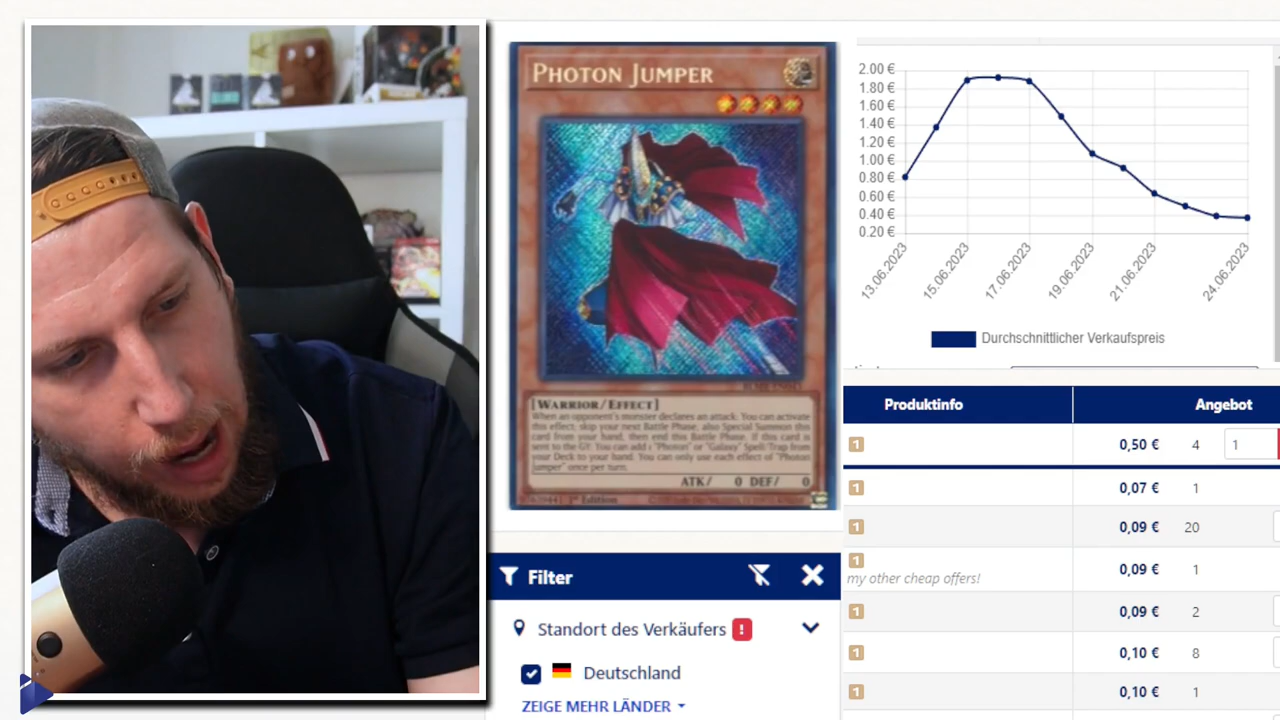 PHOTON JUMPER
[WARRIOR/EFFECT]
When an opponent's monster declares an attack: You can activate
this effect; skip your next Battle Phase, also Special Summon this
card from your hand, then end this Battle Phase. If this card is
sent to the GY: You can add 1 "Photon" or "Galaxy" Spell/Trap from
your Deck to your hand. You can only use each effect of "Photon
Jumper" once per turn.
ATK/ 0 DEF/ 0
1st Edition
2.00 €
1.80 €
1.60 €
1.40 €
1.20 €
1.00 €
0.80 €
0.60 €
0.40 €
0.20 €
13.06.2023
15.06.2023
17.06.2023
19.06.2023
21.06.2023
24.06.2023
Durchschnittlicher Verkaufspreis
Produktinfo Angebot
1 0,50 € 4 1
1 0,07 € 1
1 0,09 € 20
1
my other cheap offers! 0,09 € 1
1 0,09 € 2
1 0,10 € 8
1 0,10 € 1
Filter
Standort des Verkäufers !
Deutschland
ZEIGE MEHR LÄNDER